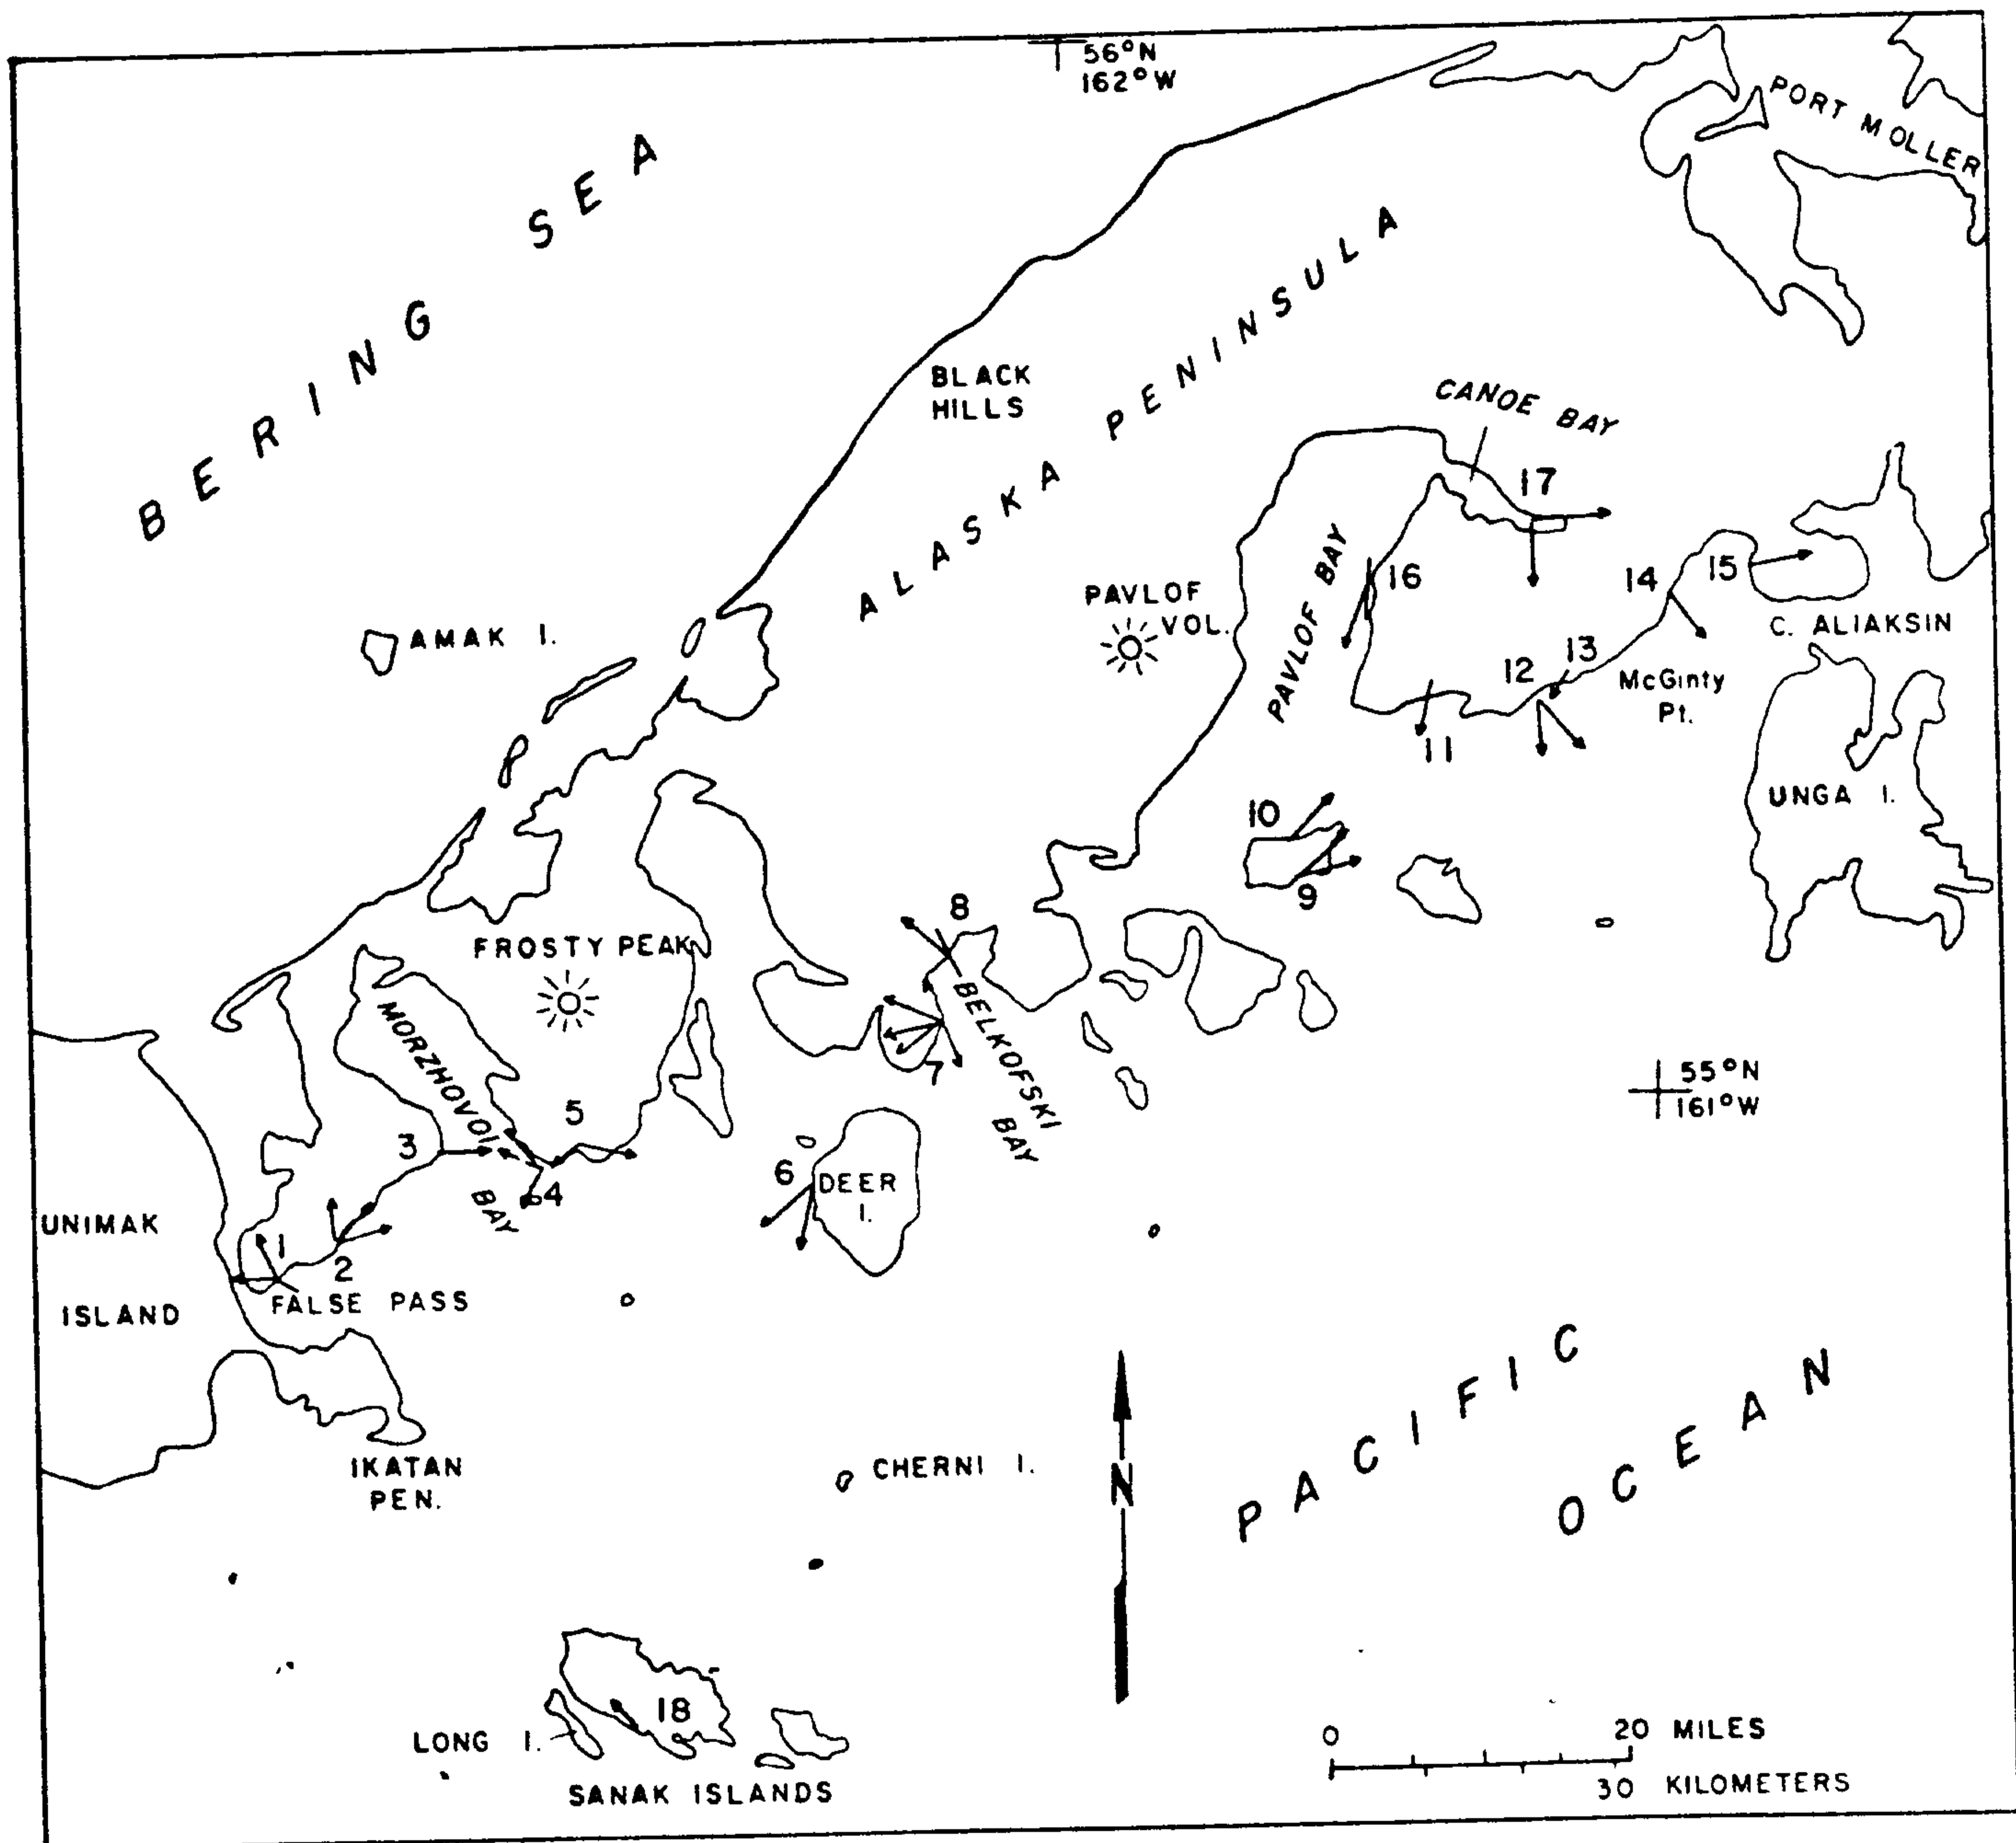 56°N
162°W
PORT MOLLER
BERING SEA
ALASKA PENINSULA
BLACK
HILLS
CANOE BAY
17
PAVLOF BAY
16
14
15
PAVLOF
VOL.
C. ALIAKSIN
AMAK I.
12
13
McGinty
Pt.
11
UNGA I.
10
9
8
FROSTY PEAK
MORZHOVOI
BAY
BELKOFSKI
BAY
7
55°N
161°W
5
3
4
6
DEER
I.
UNIMAK
ISLAND
1
2
FALSE PASS
IKATAN
PEN.
CHERNI I.
N
PACIFIC
OCEAN
18
LONG I.
SANAK ISLANDS
0
20 MILES
30 KILOMETERS